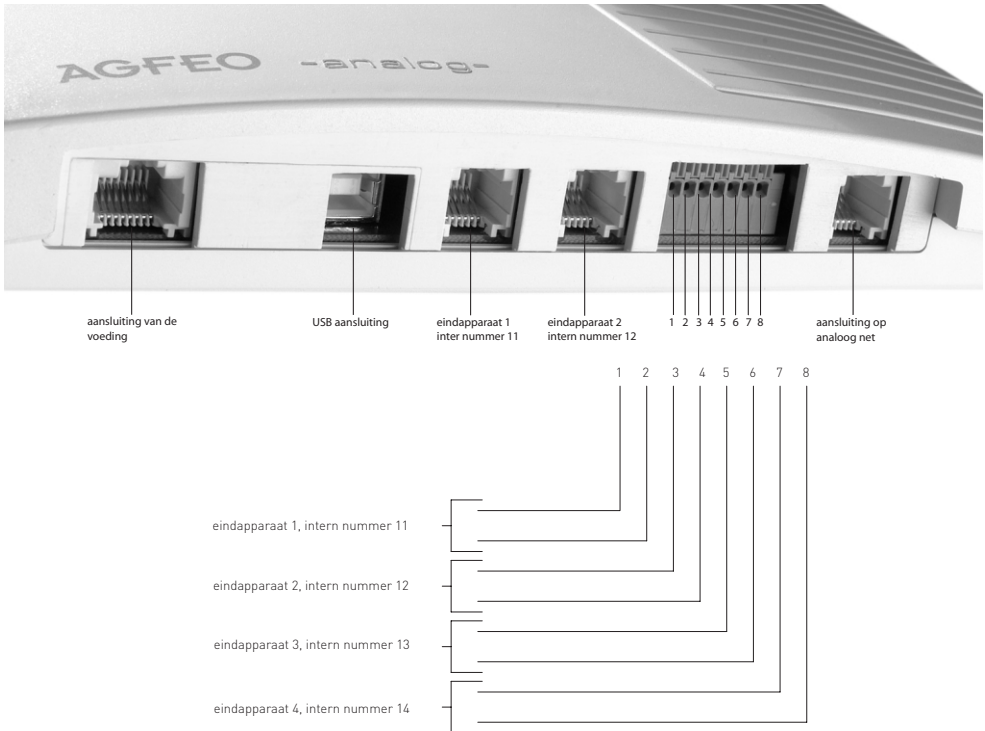 AGFEO -analog-
aansluiting van de
voeding
USB aansluiting
eindapparaat 1
inter nummer 11
eindapparaat 2
intern nummer 12
1 2 3 4 5 6 7 8
aansluiting op
analoog net
1 2 3 4 5 6 7 8
eindapparaat 1, intern nummer 11
eindapparaat 2, intern nummer 12
eindapparaat 3, intern nummer 13
eindapparaat 4, intern nummer 14